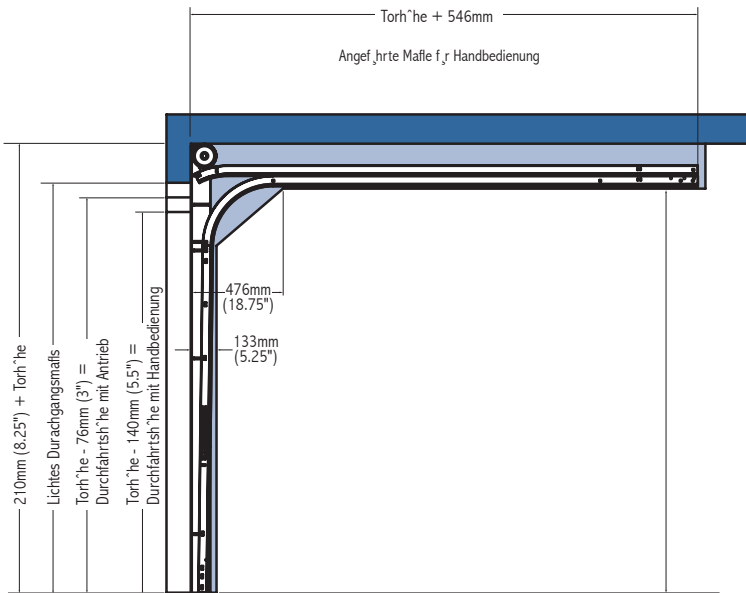 Torhˆhe + 546mm
Angef¸hrte Mafle f¸r Handbedienung
476mm
(18.75")
133mm
(5.25")
210mm (8.25") + Torhˆhe
Lichtes Durachgangsmafls
Torhˆhe - 76mm (3") =
Durchfahrtshˆhe mit Antrieb
Torhˆhe - 140mm (5.5") =
Durchfahrtshˆhe mit Handbedienung